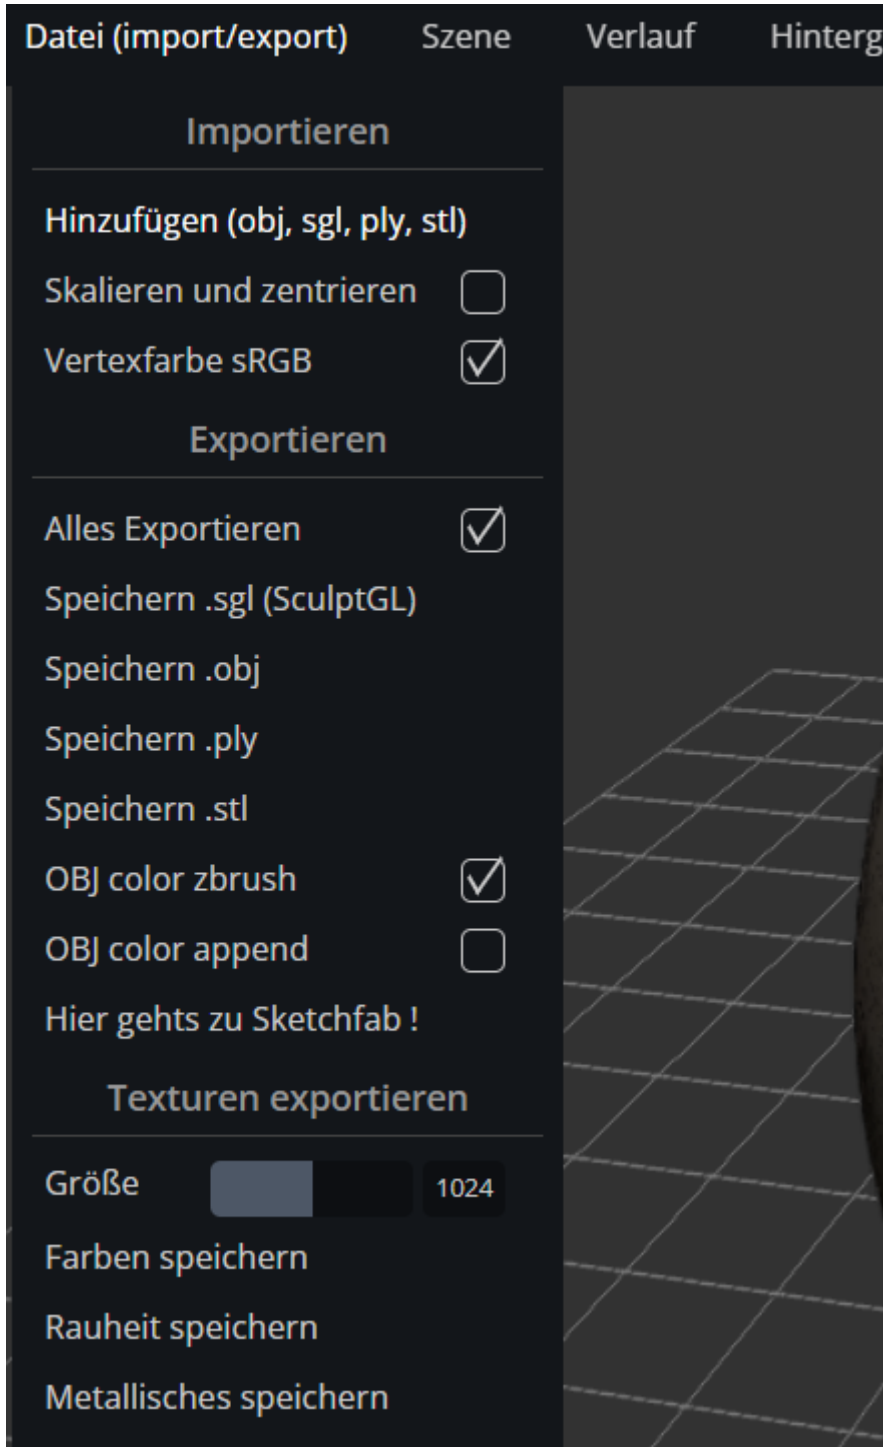 Datei (import/export) Szene Verlauf Hinterg
Importieren
Hinzufügen (obj, sgl, ply, stl)
Skalieren und zentrieren
Vertexfarbe sRGB
Exportieren
Alles Exportieren
Speichern .sgl (SculptGL)
Speichern .obj
Speichern .ply
Speichern .stl
OBJ color zbrush
OBJ color append
Hier gehts zu Sketchfab !
Texturen exportieren
Größe 1024
Farben speichern
Rauheit speichern
Metallisches speichern